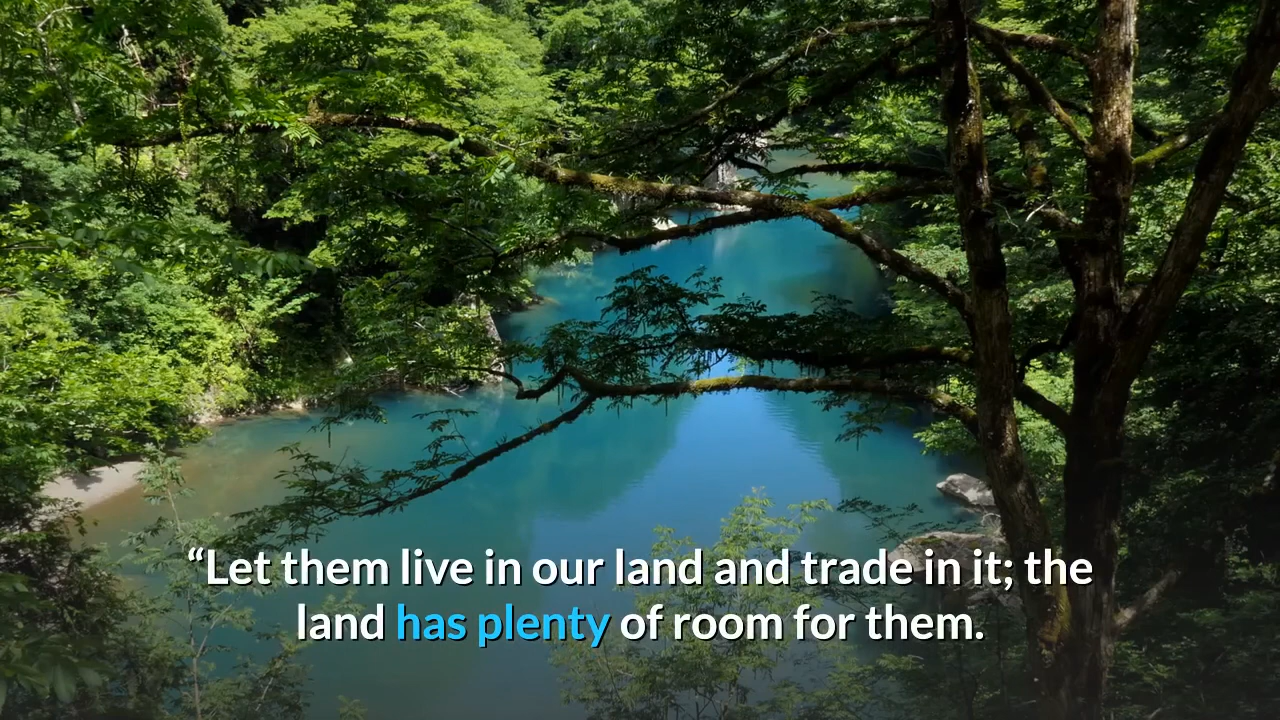 “Let them live in our land and trade in it; the
land has plenty of room for them.